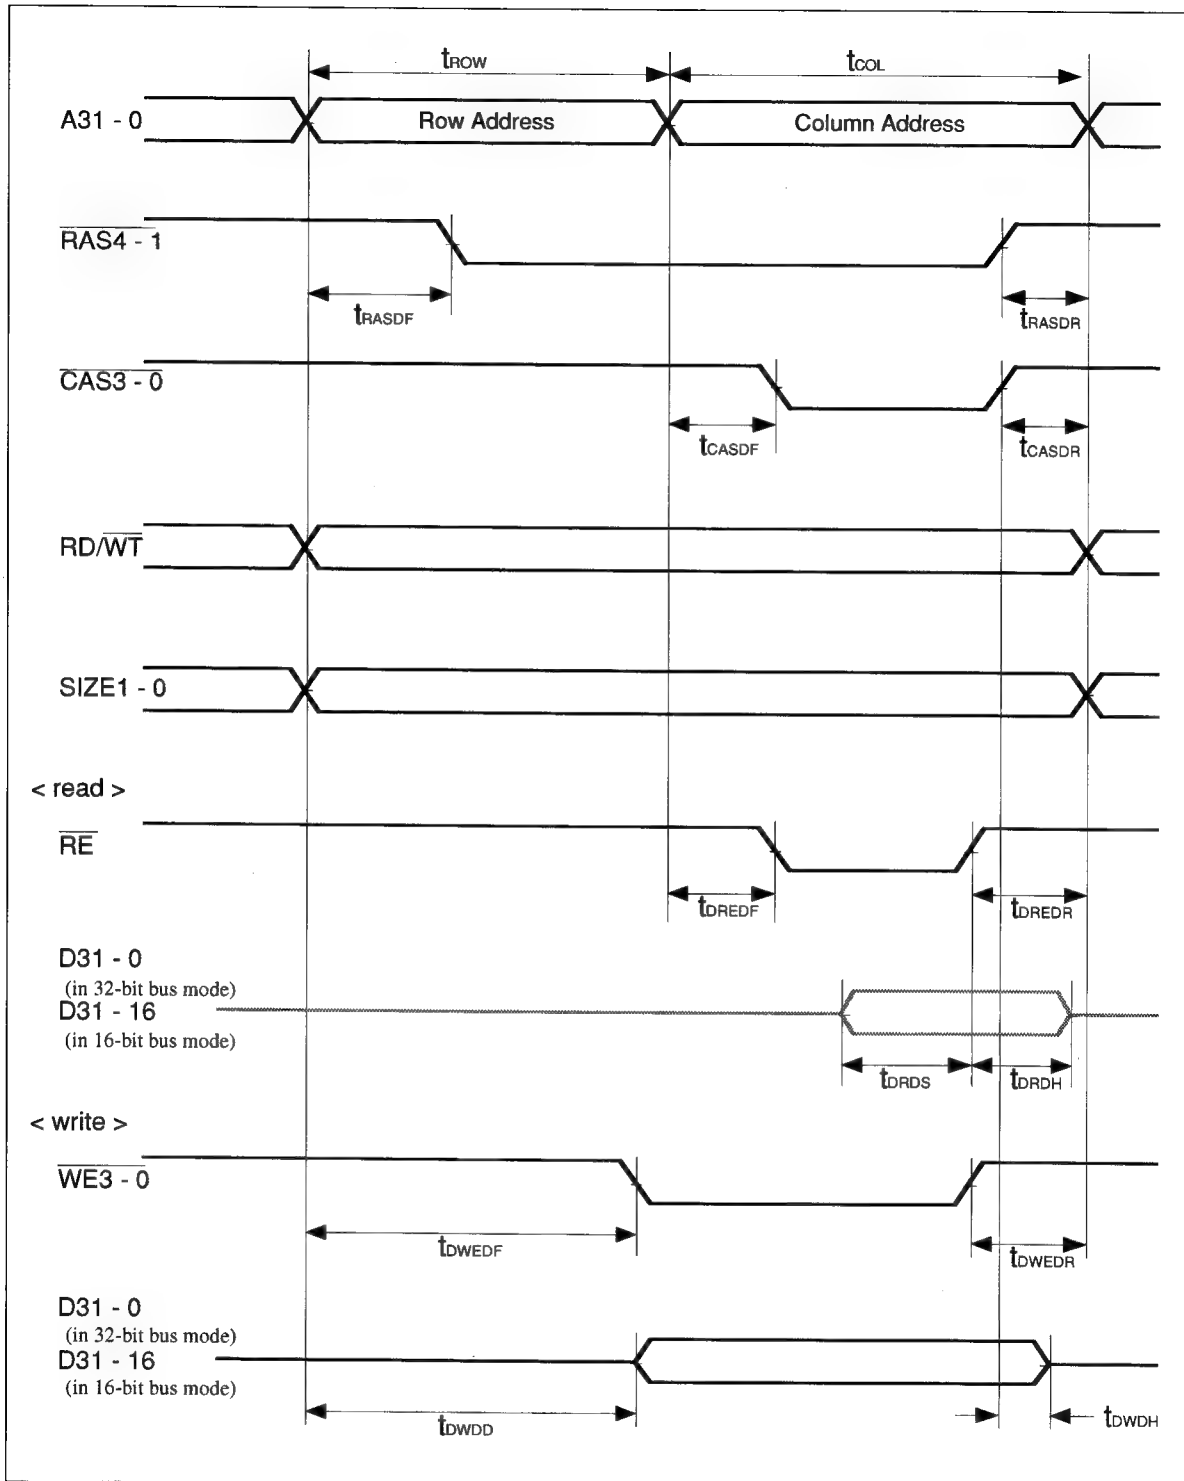 tROW tCOL
A31 - 0 Row Address Column Address
RAS4 - 1
tRASDF tRASDR
CAS3 - 0
tCASDF tCASDR
RD/WT
SIZE1 - 0
< read >
RE
tDREDF tDREDR
D31 - 0
(in 32-bit bus mode)
D31 - 16
(in 16-bit bus mode)
tDRDS tDRDH
< write >
WE3 - 0
tDWEDF tDWEDR
D31 - 0
(in 32-bit bus mode)
D31 - 16
(in 16-bit bus mode)
tDWDD tDWDH